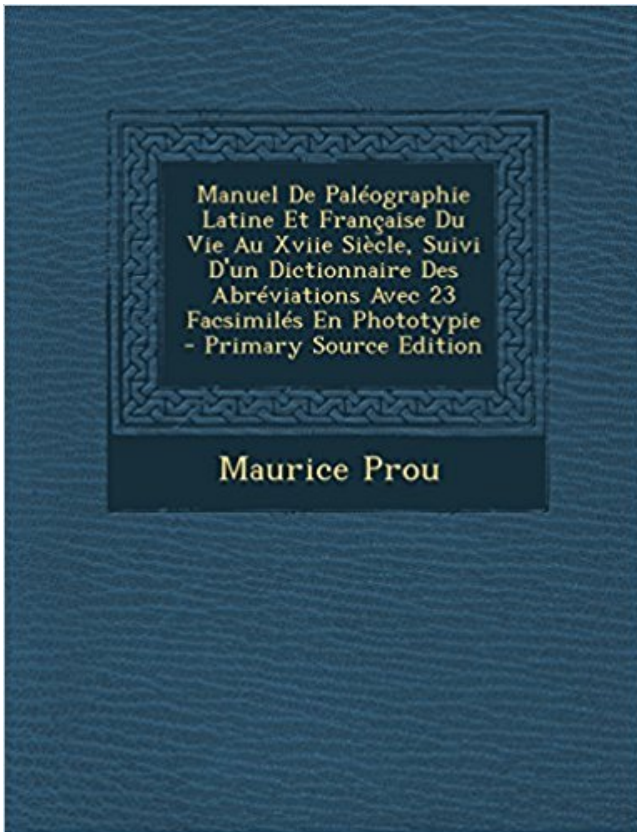 Manuel De Paléographie
Latine Et Française Du
Vie Au Xviie Siècle, Suivi
D'un Dictionnaire Des
Abréviations Avec 23
Facsimilés En Phototypie
- Primary Source Edition
Maurice Prou